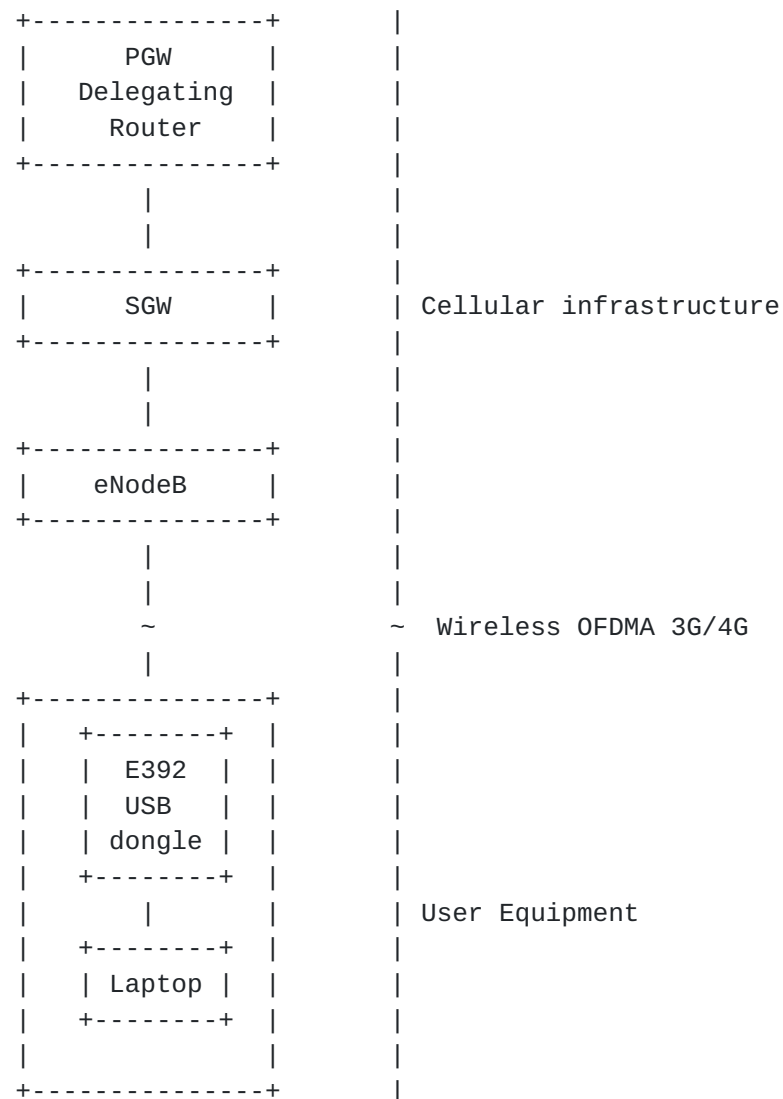 PGW
Delegating
Router
SGW
Cellular infrastructure
eNodeB
~ ~ Wireless OFDMA 3G/4G
E392
USB
dongle
User Equipment
Laptop